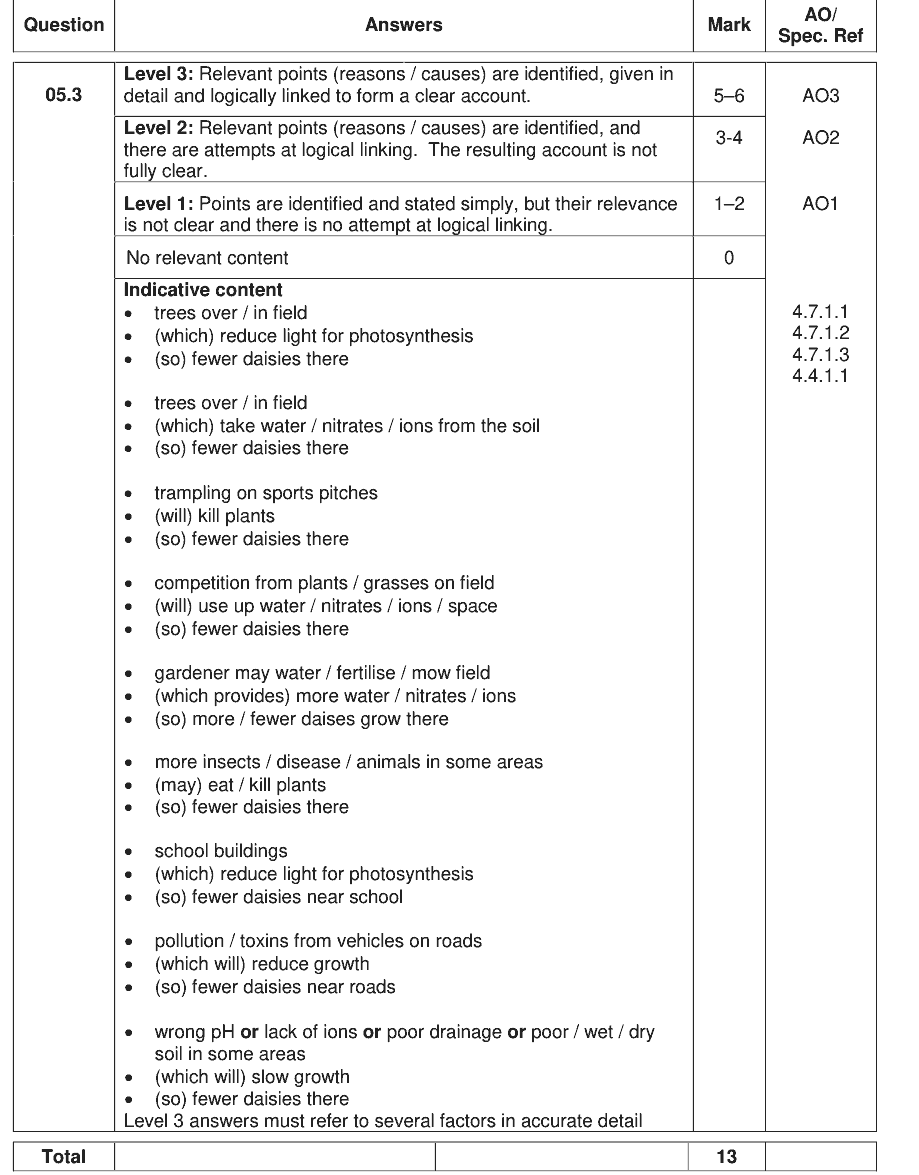 Question Answers Mark AO/
Spec. Ref
05.3
Level 3: Relevant points (reasons / causes) are identified, given in
detail and logically linked to form a clear account.
5–6 AO3
Level 2: Relevant points (reasons / causes) are identified, and
there are attempts at logical linking. The resulting account is not
fully clear.
3-4 AO2
Level 1: Points are identified and stated simply, but their relevance
is not clear and there is no attempt at logical linking.
1–2 AO1
No relevant content 0
Indicative content
• trees over / in field
• (which) reduce light for photosynthesis
• (so) fewer daisies there
4.7.1.1
4.7.1.2
4.7.1.3
4.4.1.1
• trees over / in field
• (which) take water / nitrates / ions from the soil
• (so) fewer daisies there
• trampling on sports pitches
• (will) kill plants
• (so) fewer daisies there
• competition from plants / grasses on field
• (will) use up water / nitrates / ions / space
• (so) fewer daisies there
• gardener may water / fertilise / mow field
• (which provides) more water / nitrates / ions
• (so) more / fewer daises grow there
• more insects / disease / animals in some areas
• (may) eat / kill plants
• (so) fewer daisies there
• school buildings
• (which) reduce light for photosynthesis
• (so) fewer daisies near school
• pollution / toxins from vehicles on roads
• (which will) reduce growth
• (so) fewer daisies near roads
• wrong pH or lack of ions or poor drainage or poor / wet / dry
soil in some areas
• (which will) slow growth
• (so) fewer daisies there
Level 3 answers must refer to several factors in accurate detail
Total 13